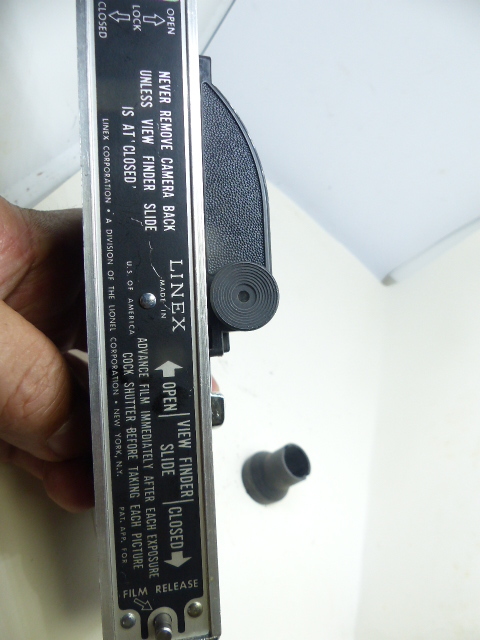 OPEN
LOCK
CLOSED
NEVER REMOVE CAMERA BACK
UNLESS VIEW FINDER SLIDE
IS AT 'CLOSED'
LINEX
MADE IN
U.S. OF AMERICA
LINEX CORPORATION • A DIVISION OF THE LIONEL CORPORATION • NEW YORK, N.Y.
VIEW FINDER
OPEN SLIDE CLOSED
ADVANCE FILM IMMEDIATELY AFTER EACH EXPOSURE
COCK SHUTTER BEFORE TAKING EACH PICTURE
PAT. APP. FOR
FILM RELEASE